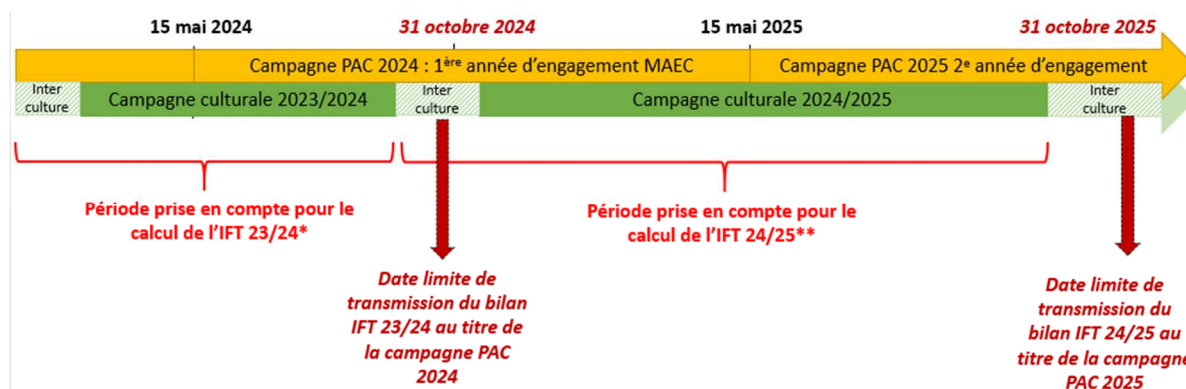 15 mai 2024
31 octobre 2024
15 mai 2025
31 octobre 2025
Campagne PAC 2024 : 1ère année d'engagement MAEC
Campagne PAC 2025 2e année d'engagement
Inter
culture
Campagne culturale 2023/2024
Inter
culture
Campagne culturale 2024/2025
Inter
culture
Période prise en compte pour le
calcul de l'IFT 23/24*
Période prise en compte pour le
calcul de l'IFT 24/25**
Date limite de
transmission du bilan
IFT 23/24 au titre de
la campagne PAC
2024
Date limite de
transmission du
bilan IFT 24/25 au
titre de la campagne
PAC 2025